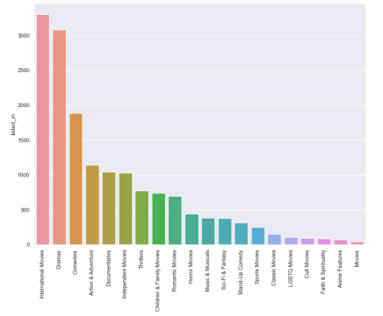 3000
2500
2000
1500
1000
500
0
listed_in
International Movies
Dramas
Comedies
Action & Adventure
Documentaries
Independent Movies
Thrillers
Children & Family Movies
Romantic Movies
Horror Movies
Music & Musicals
Sci-Fi & Fantasy
Stand-Up Comedy
Sports Movies
Classic Movies
LGBTQ Movies
Cult Movies
Faith & Spirituality
Anime Features
Movies